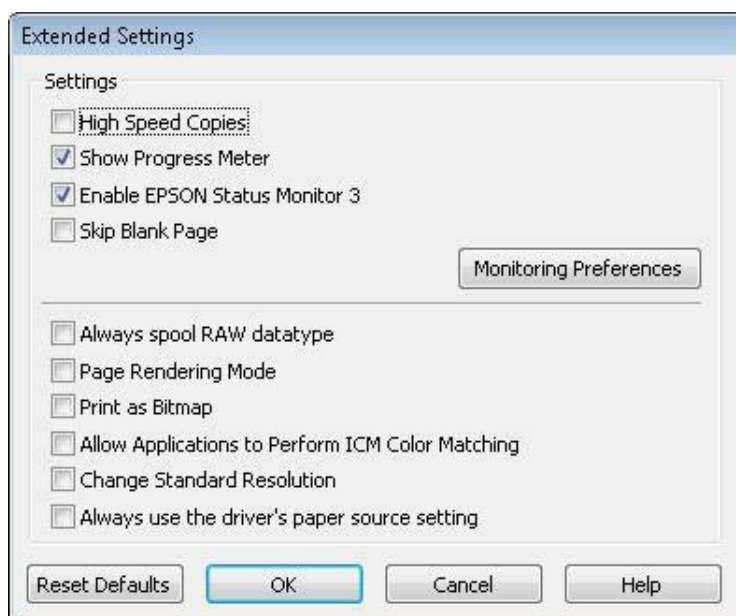 Extended Settings
Settings
High Speed Copies
Show Progress Meter
Enable EPSON Status Monitor 3
Skip Blank Page
Monitoring Preferences
Always spool RAW datatype
Page Rendering Mode
Print as Bitmap
Allow Applications to Perform ICM Color Matching
Change Standard Resolution
Always use the driver's paper source setting
Reset Defaults OK Cancel Help